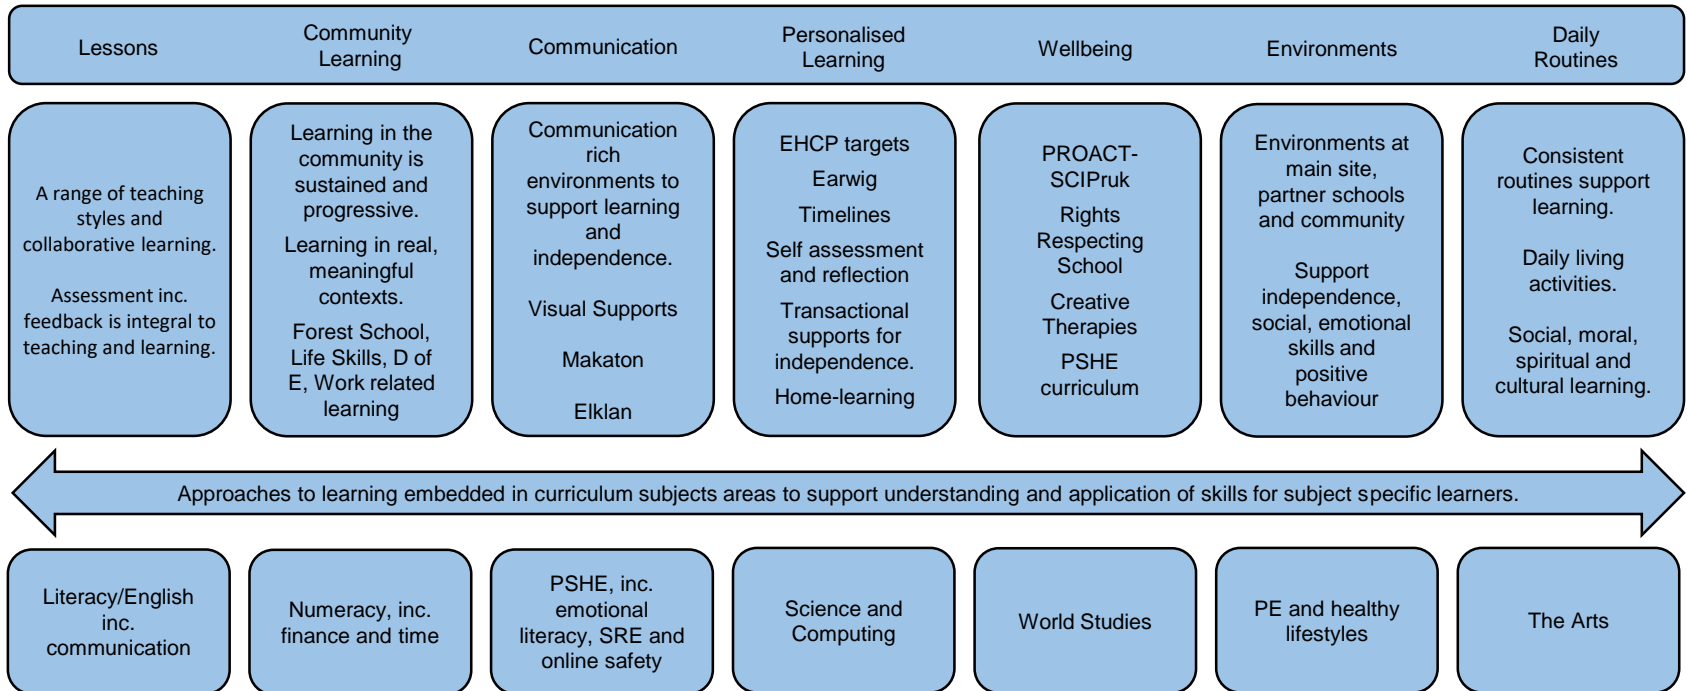 Lessons
Community
Learning
Communication
Personalised
Learning
Wellbeing
Environments
Daily
Routines
A range of teaching
styles and
collaborative learning.
Assessment inc.
feedback is integral to
teaching and learning.
Learning in the
community is
sustained and
progressive.
Learning in real,
meaningful
contexts.
Forest School,
Life Skills, D of
E, Work related
learning
Communication
rich
environments to
support learning
and
independence.
Visual Supports
Makaton
Elklan
EHCP targets
Earwig
Timelines
Self assessment
and reflection
Transactional
supports for
independence.
Home-learning
PROACT-
SCIPruk
Rights
Respecting
School
Creative
Therapies
PSHE
curriculum
Environments at
main site,
partner schools
and community
Support
independence,
social, emotional
skills and
positive
behaviour
Consistent
routines support
learning.
Daily living
activities.
Social, moral,
spiritual and
cultural learning.
Approaches to learning embedded in curriculum subjects areas to support understanding and application of skills for subject specific learners.
Literacy/English
inc.
communication
Numeracy, inc.
finance and time
PSHE, inc.
emotional
literacy, SRE and
online safety
Science and
Computing
World Studies
PE and healthy
lifestyles
The Arts